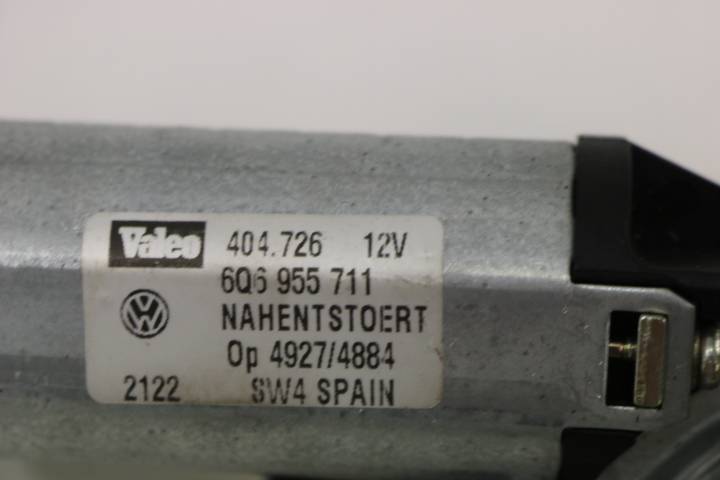 Valeo 404.726 12V
6Q6 955 711
NAHENTSTOERT
Op 4927/4884
2122 SW4 SPAIN